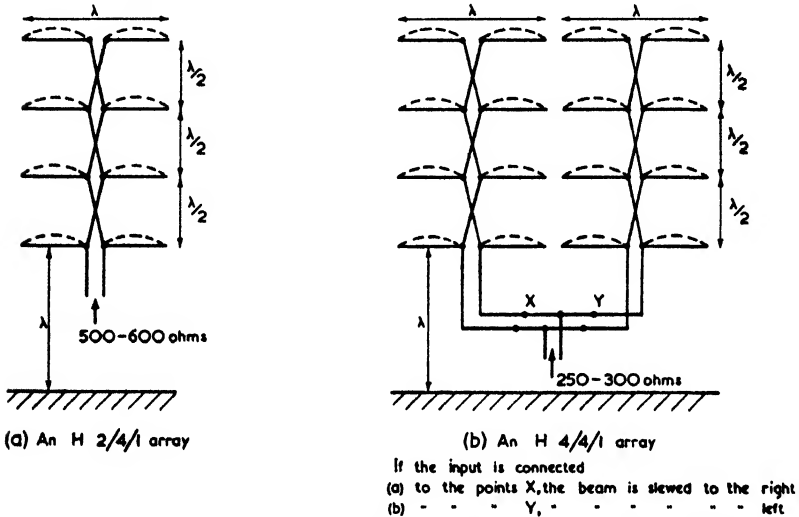 λ
λ/2
λ/2
λ/2
λ
500–600 ohms
(a) An H 2/4/1 array
λ
λ
λ/2
λ/2
λ/2
λ
X
Y
250–300 ohms
(b) An H 4/4/1 array
If the input is connected
(a) to the points X, the beam is slewed to the right
(b) " " " Y, " " " " " " left